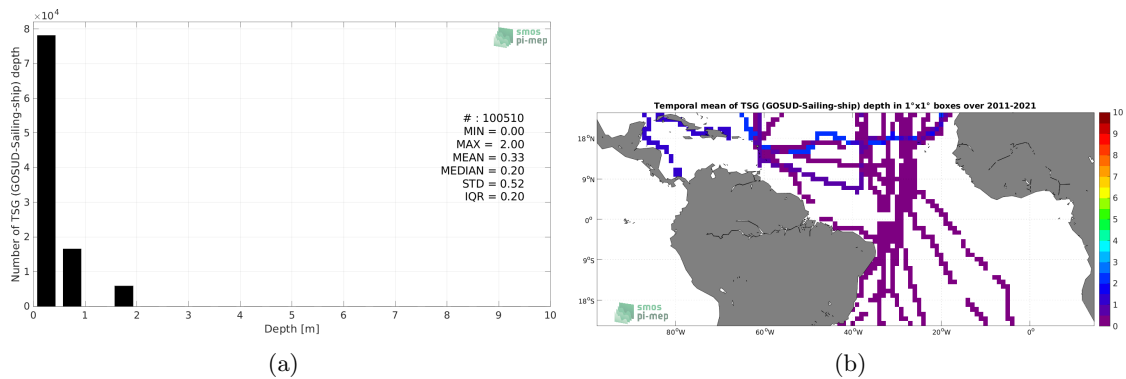 ×10⁴
8
7
6
5
4
3
2
1
0
Number of TSG (GOSUD-Sailing-ship) depth
smos
pi-mep
# : 100510
MIN = 0.00
MAX = 2.00
MEAN = 0.33
MEDIAN = 0.20
STD = 0.52
IQR = 0.20
0 1 2 3 4 5 6 7 8 9 10
Depth [m]
(a)
Temporal mean of TSG (GOSUD-Sailing-ship) depth in 1°x1° boxes over 2011-2021
18°N
9°N
0°
9°S
18°S
smos
pi-mep
80°W 60°W 40°W 20°W 0°
10
9
8
7
6
5
4
3
2
1
0
(b)